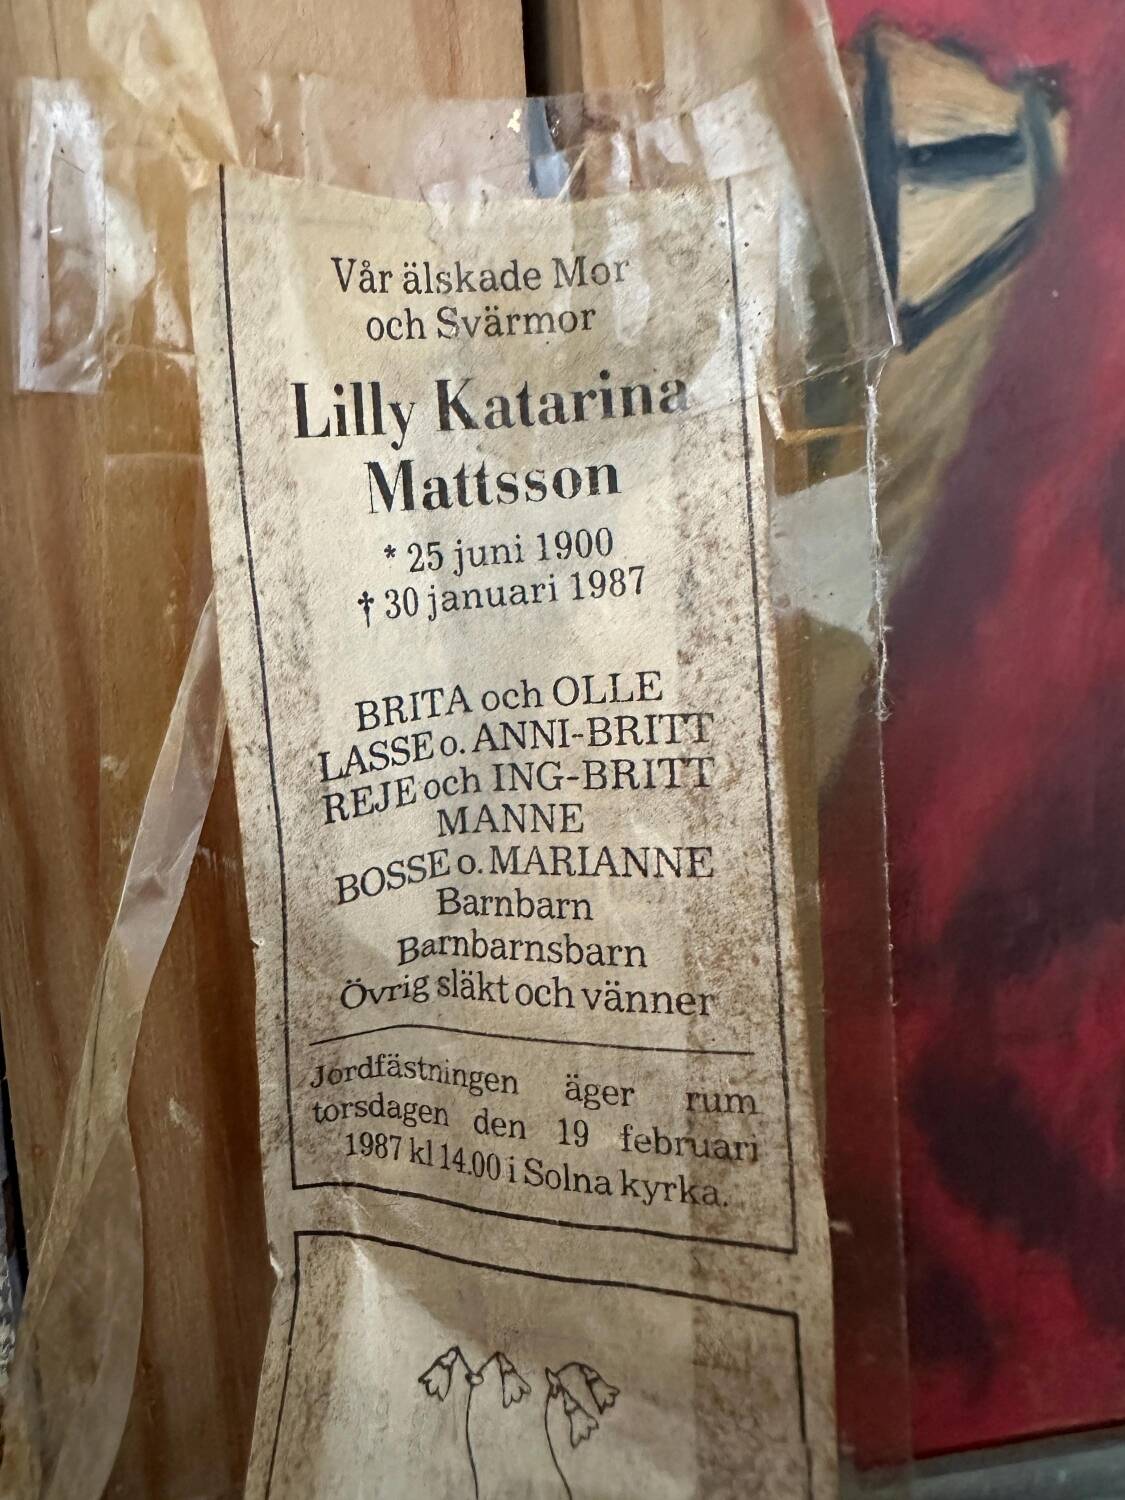 Vår älskade Mor
och Svärmor
Lilly Katarina
Mattsson
* 25 juni 1900
† 30 januari 1987
BRITA och OLLE
LASSE o. ANNI-BRITT
REJE och ING-BRITT
MANNE
BOSSE o. MARIANNE
Barnbarn
Barnbarnsbarn
Övrig släkt och vänner
Jordfästningen äger rum
torsdagen den 19 februari
1987 kl 14.00 i Solna kyrka.